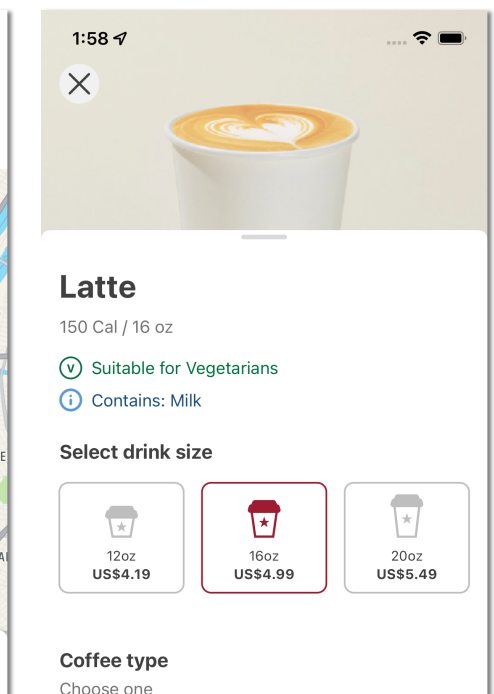 1:58
Latte
150 Cal / 16 oz
V Suitable for Vegetarians
i Contains: Milk
Select drink size
12oz
US$4.19
16oz
US$4.99
20oz
US$5.49
Coffee type
Choose one